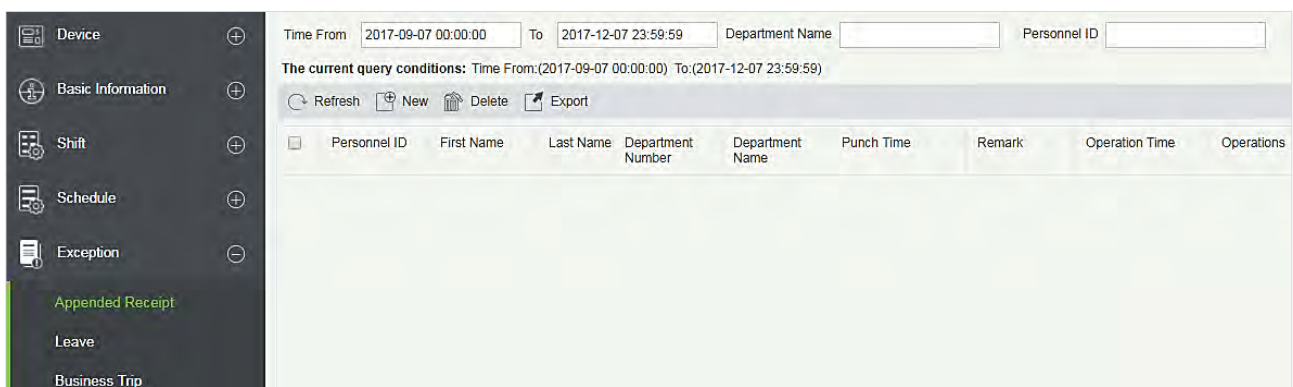 Device
Basic Information
Shift
Schedule
Exception
Appended Receipt
Leave
Business Trip
Time From 2017-09-07 00:00:00 To 2017-12-07 23:59:59 Department Name Personnel ID
The current query conditions: Time From:(2017-09-07 00:00:00) To:(2017-12-07 23:59:59)
Refresh New Delete Export
Personnel ID First Name Last Name Department Number Department Name Punch Time Remark Operation Time Operations